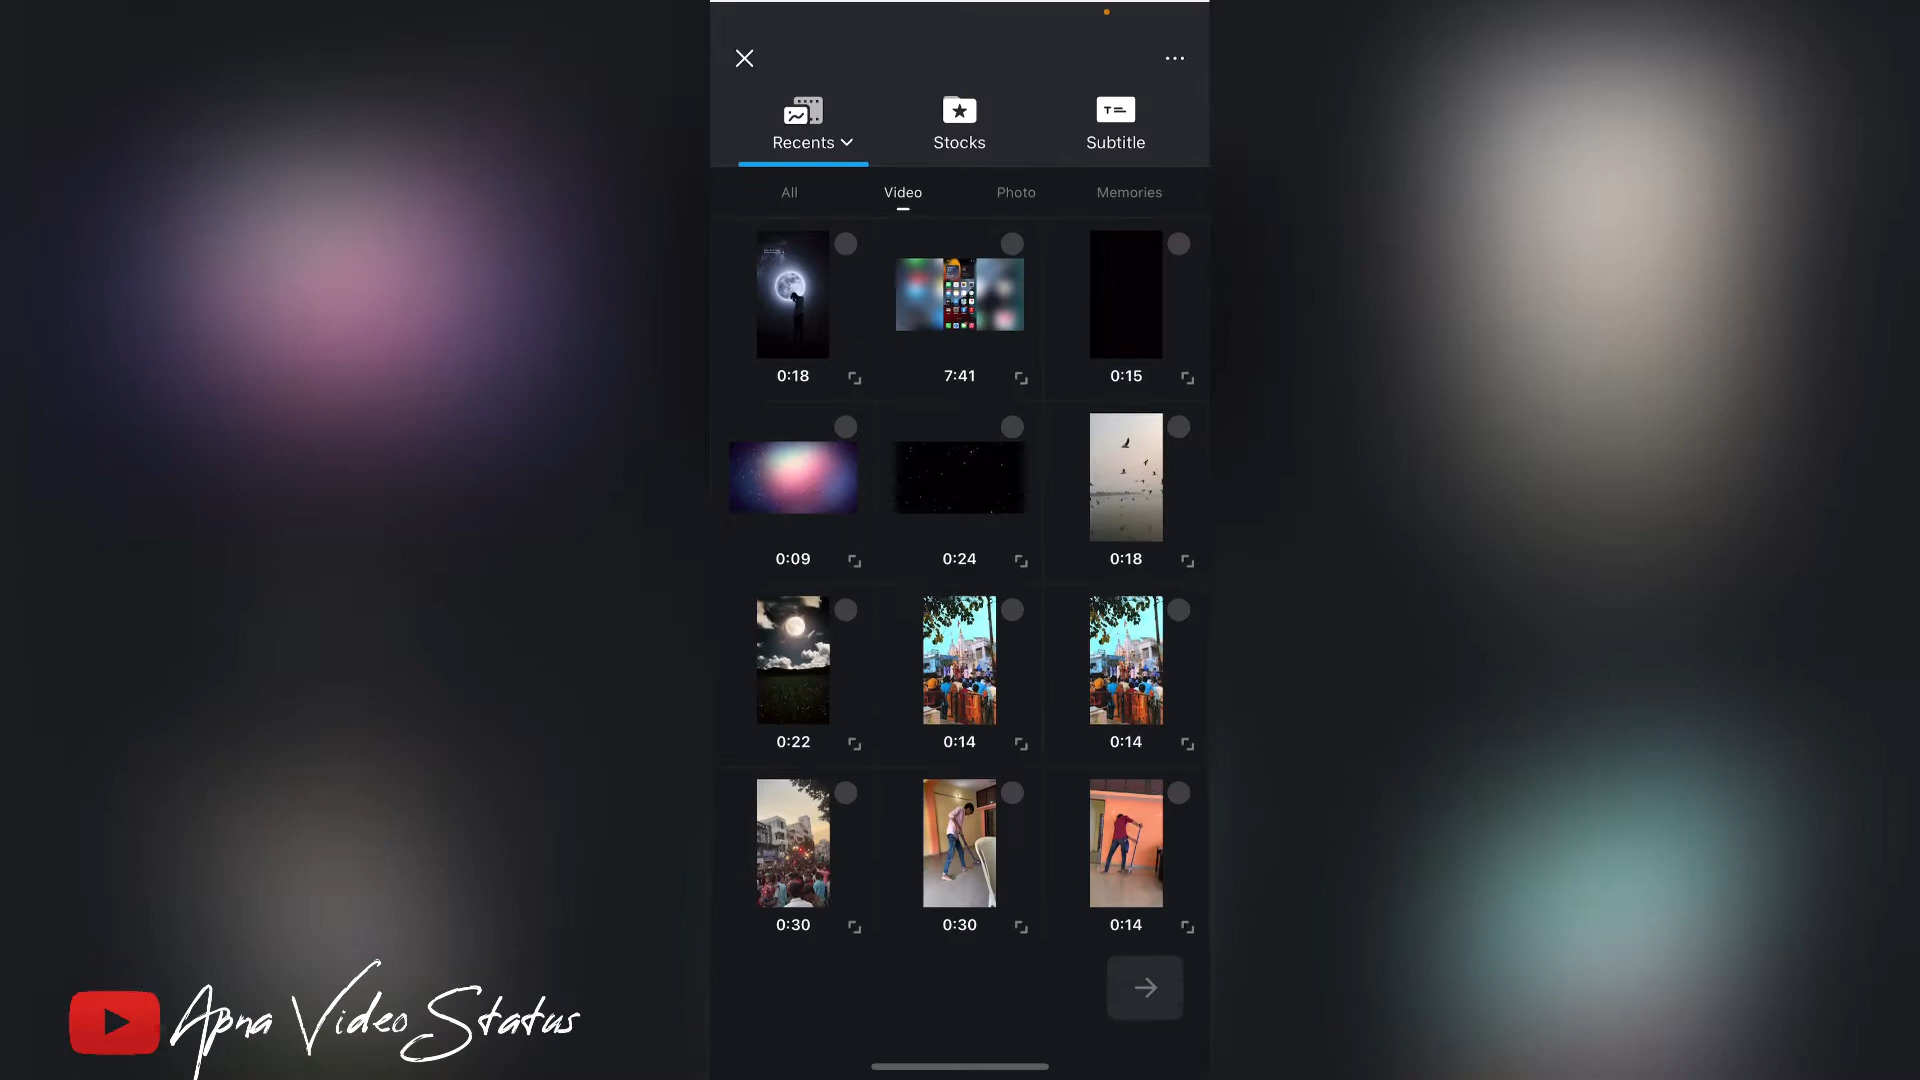 Recents
Stocks
T=
Subtitle
All
Video
Photo
Memories
0:18
7:41
0:15
0:09
0:24
0:18
0:22
0:14
0:14
0:30
0:30
0:14
Apna Video Status